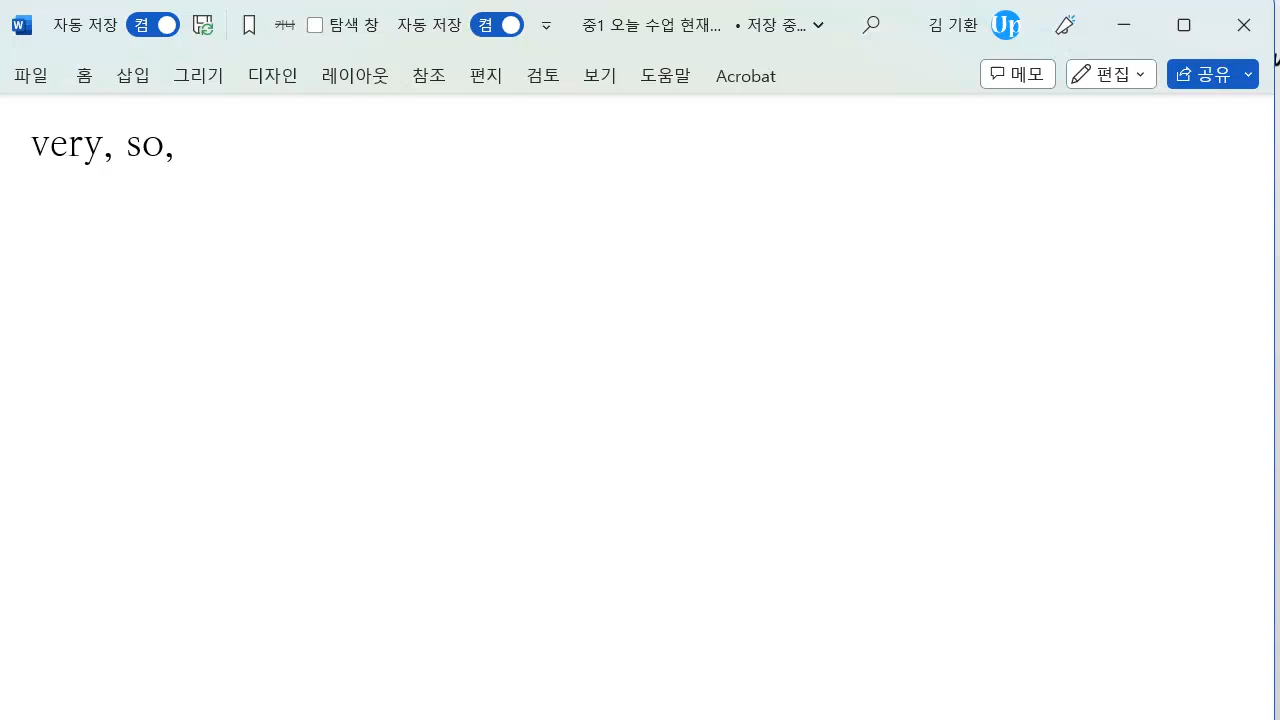 자동 저장 켬 가나 탐색 창 자동 저장 켬 중1 오늘 수업 현재... • 저장 중... 김 기환 Up
파일 홈 삽입 그리기 디자인 레이아웃 참조 편지 검토 보기 도움말 Acrobat 메모 편집 공유
very, so,